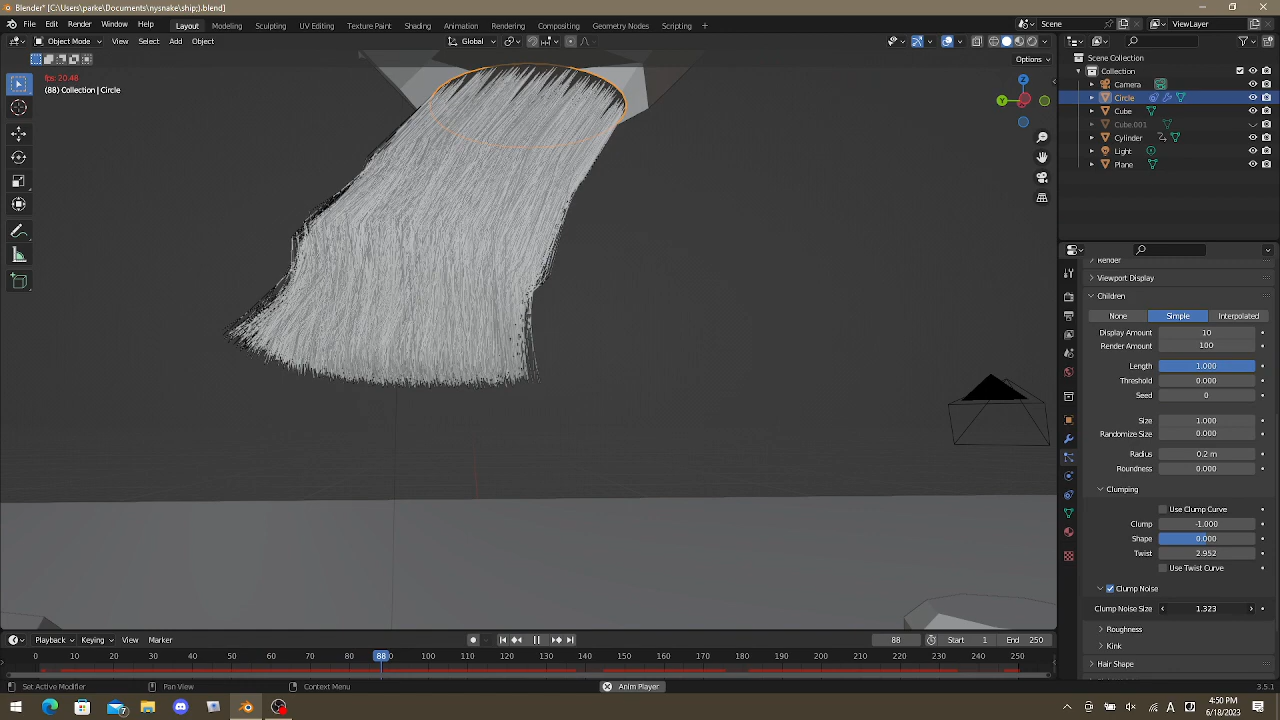 Blender* [C:\Users\parke\Documents\nysnake\ship;).blend]
File Edit Render Window Help
Layout Modeling Sculpting UV Editing Texture Paint Shading Animation Rendering Compositing Geometry Nodes Scripting +
Scene ViewLayer
Object Mode View Select Add Object Global
Options
fps: 20.48
(88) Collection | Circle
Z
Y
Scene Collection
Collection
Camera
Circle
Cube
Cube.001
Cylinder
Light
Plane
Render
Viewport Display
Children
None Simple Interpolated
Display Amount 10
Render Amount 100
Length 1.000
Threshold 0.000
Seed 0
Size 1.000
Randomize Size 0.000
Radius 0.2 m
Roundness 0.000
Clumping
Use Clump Curve
Clump -1.000
Shape 0.000
Twist 2.952
Use Twist Curve
Clump Noise
Clump Noise Size 1.323
Roughness
Kink
Hair Shape
Playback Keying View Marker 88 Start 1 End 250
0 10 20 30 40 50 60 70 80 88 90 100 110 120 130 140 150 160 170 180 190 200 210 220 230 240 250
Set Active Modifier Pan View Context Menu Anim Player 3.5.1
7
4:50 PM
6/18/2023